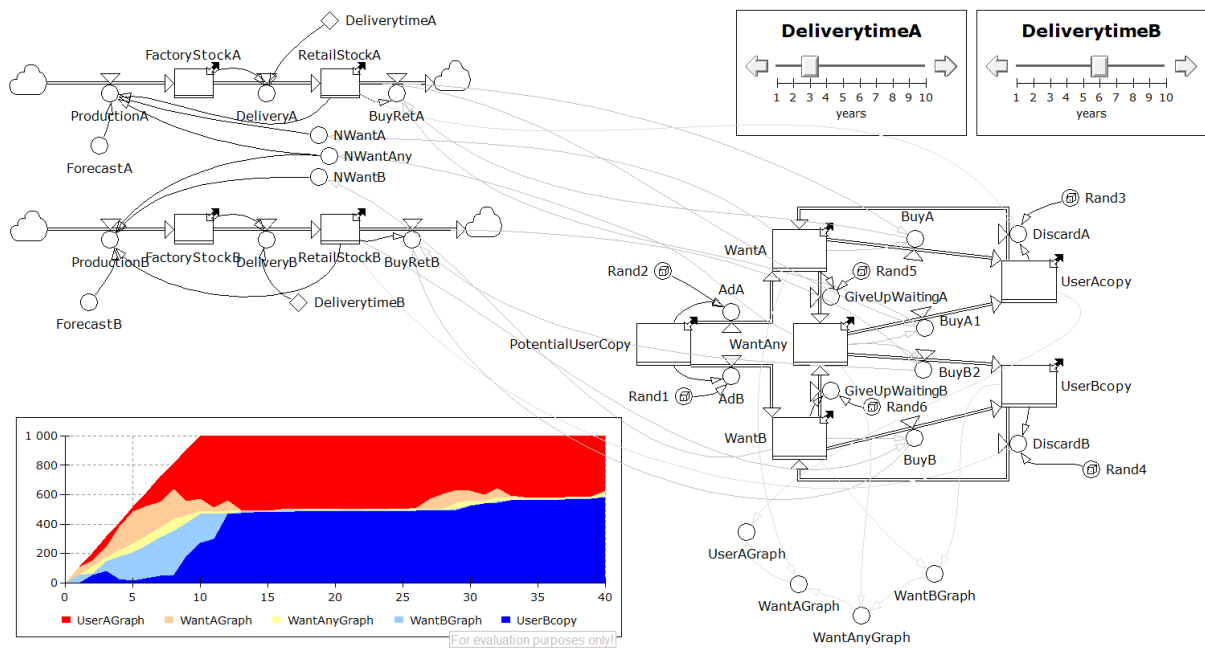 DeliverytimeA
FactoryStockA
RetailStockA
ProductionA
DeliveryA
BuyRetA
NWantA
NWantAny
NWantB
ForecastA
FactoryStockB
RetailStockB
ProductionB
DeliveryB
BuyRetB
DeliverytimeB
ForecastB
DeliverytimeA
1 2 3 4 5 6 7 8 9 10
years
DeliverytimeB
1 2 3 4 5 6 7 8 9 10
years
Rand3
BuyA
DiscardA
WantA
Rand2
Rand5
UserAcopy
AdA
GiveUpWaitingA
BuyA1
PotentialUserCopy
WantAny
BuyB2
Rand1
AdB
GiveUpWaitingB
UserBcopy
Rand6
WantB
BuyB
DiscardB
Rand4
UserAGraph
WantAGraph
WantAnyGraph
WantBGraph
1 000
800
600
400
200
0
0 5 10 15 20 25 30 35 40
UserAGraph WantAGraph WantAnyGraph WantBGraph UserBcopy
For evaluation purposes only!